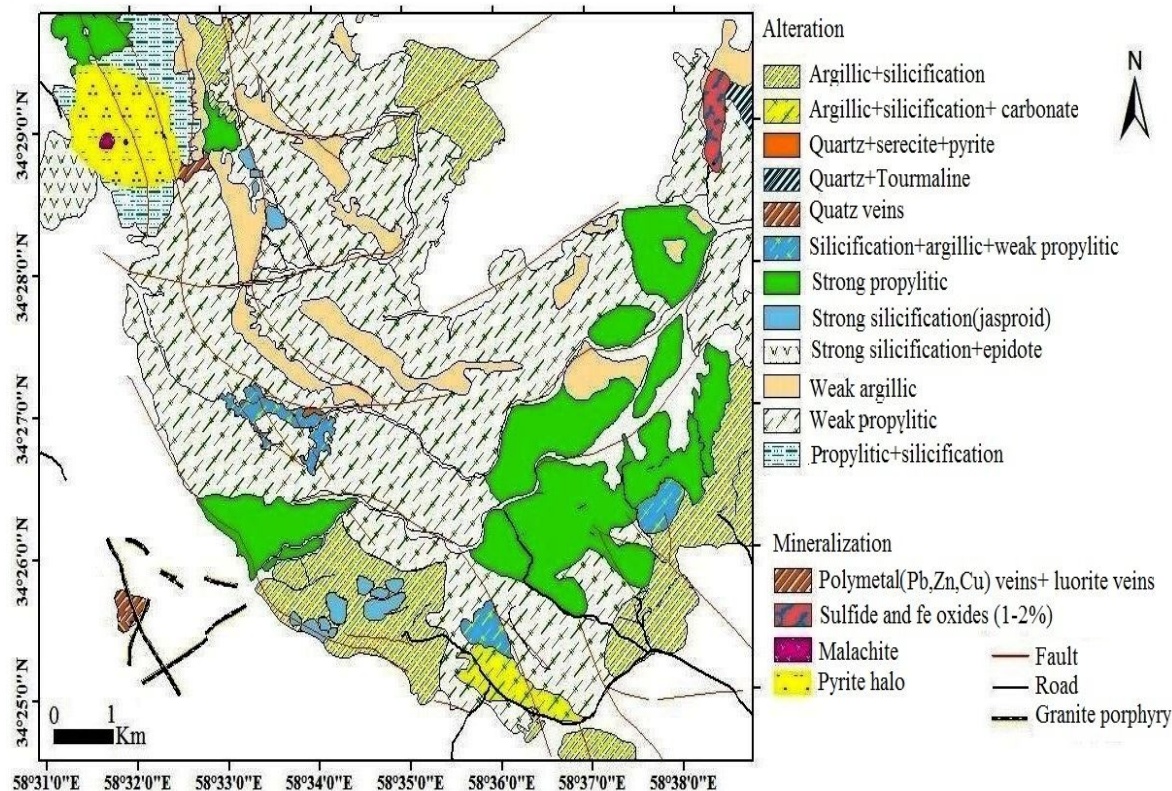 Alteration
N
Argillic+silicification
Argillic+silicification+ carbonate
Quartz+serecite+pyrite
Quartz+Tourmaline
Quatz veins
Silicification+argillic+weak propylitic
Strong propylitic
Strong silicification(jasproid)
Strong silicification+epidote
Weak argillic
Weak propylitic
Propylitic+silicification
Mineralization
Polymetal(Pb,Zn,Cu) veins+ luorite veins
Sulfide and fe oxides (1-2%)
Malachite
Pyrite halo
Fault
Road
Granite porphyry
34°29'0"N
34°28'0"N
34°27'0"N
34°26'0"N
34°25'0"N
0 1
Km
58°31'0"E 58°32'0"E 58°33'0"E 58°34'0"E 58°35'0"E 58°36'0"E 58°37'0"E 58°38'0"E